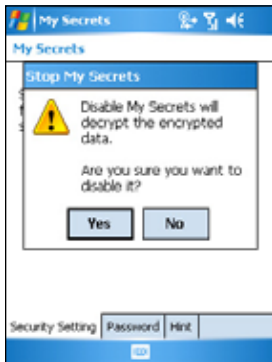 My Secrets
My Secrets
Stop My Secrets
Disable My Secrets will
decrypt the encrypted
data.
Are you sure you want to
disable it?
Yes No
Security Setting Password Hint